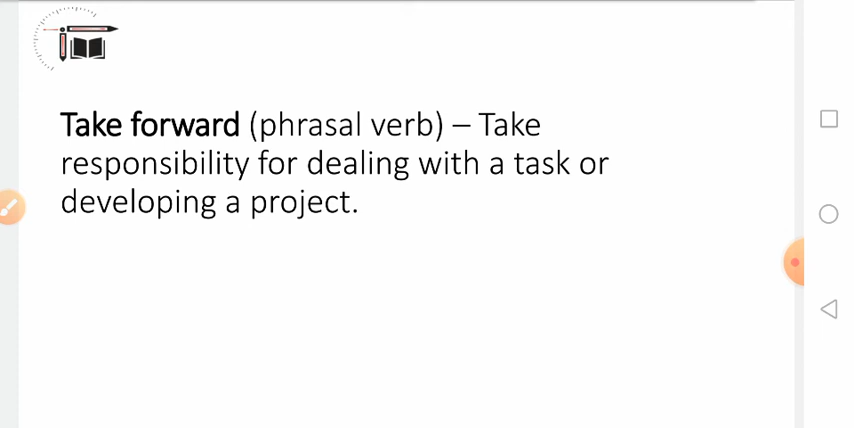 Take forward (phrasal verb) – Take
responsibility for dealing with a task or
developing a project.